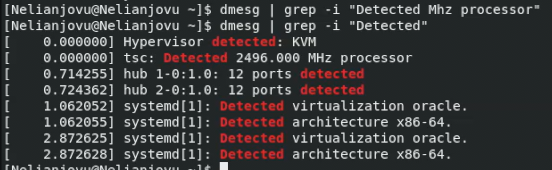 [Nelianjovu@Nelianjovu ~]$ dmesg | grep -i "Detected Mhz processor"
[Nelianjovu@Nelianjovu ~]$ dmesg | grep -i "Detected"
[    0.000000] Hypervisor detected: KVM
[    0.000000] tsc: Detected 2496.000 MHz processor
[    0.714255] hub 1-0:1.0: 12 ports detected
[    0.724362] hub 2-0:1.0: 12 ports detected
[    1.062052] systemd[1]: Detected virtualization oracle.
[    1.062055] systemd[1]: Detected architecture x86-64.
[    2.872625] systemd[1]: Detected virtualization oracle.
[    2.872628] systemd[1]: Detected architecture x86-64.
[Nelianjovu@Nelianjovu ~]$